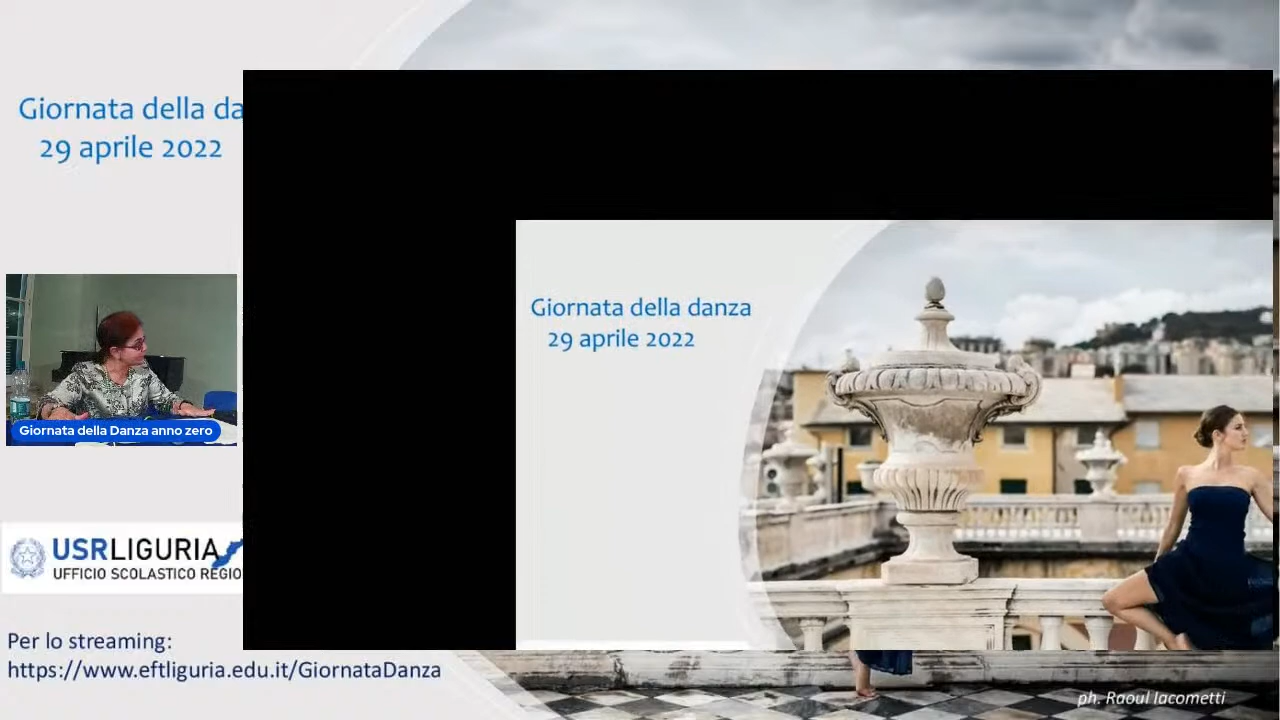 Giornata della da
29 aprile 2022
Giornata della danza
29 aprile 2022
Giornata della Danza anno zero
USRLIGURIA
UFFICIO SCOLASTICO REGIO
Per lo streaming:
https://www.eftliguria.edu.it/GiornataDanza
ph. Raoul Iacometti